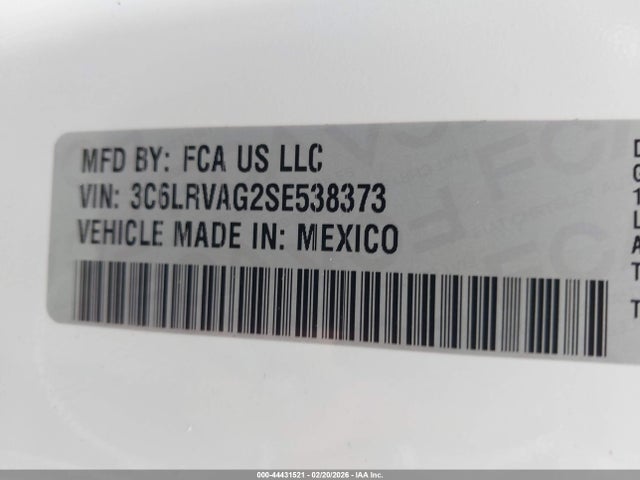 MFD BY: FCA US LLC
VIN: 3C6LRVAG2SE538373
VEHICLE MADE IN: MEXICO
000-44431521 - 02/20/2026 - IAA Inc.